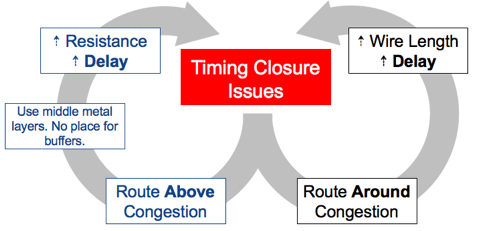 ↑ Resistance
↑ Delay
Use middle metal
layers. No place for
buffers.
Route Above
Congestion
Timing Closure
Issues
↑ Wire Length
↑ Delay
Route Around
Congestion